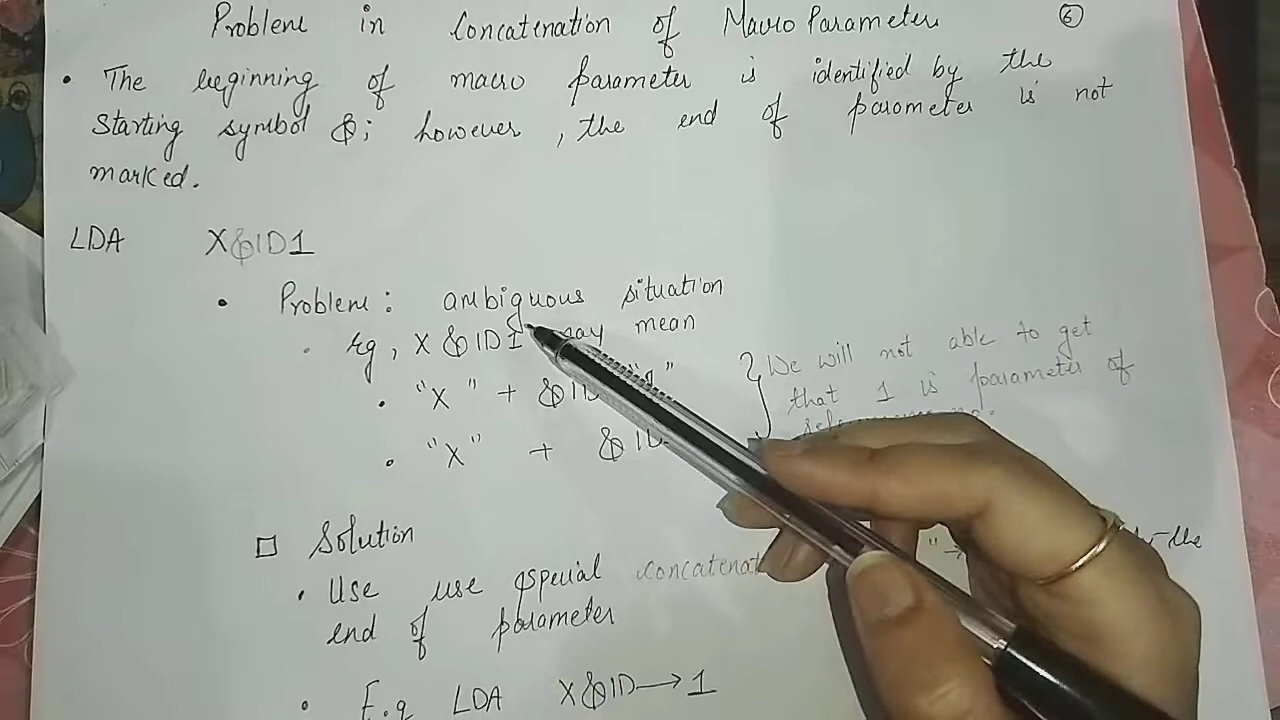 Problem in Concatenation of Macro Parameter ⑥
• The beginning of macro parameter is identified by the
starting symbol &; however, the end of parameter is not
marked.
LDA X&ID1
• Problem: ambiguous situation
• Eg, X &ID1 may mean
• "X" + &ID
• "X" + &ID
} We will not able to get
that 1 is parameter of
□ Solution
• Use use special the
end of parameter
• E.g LDA X&ID→1